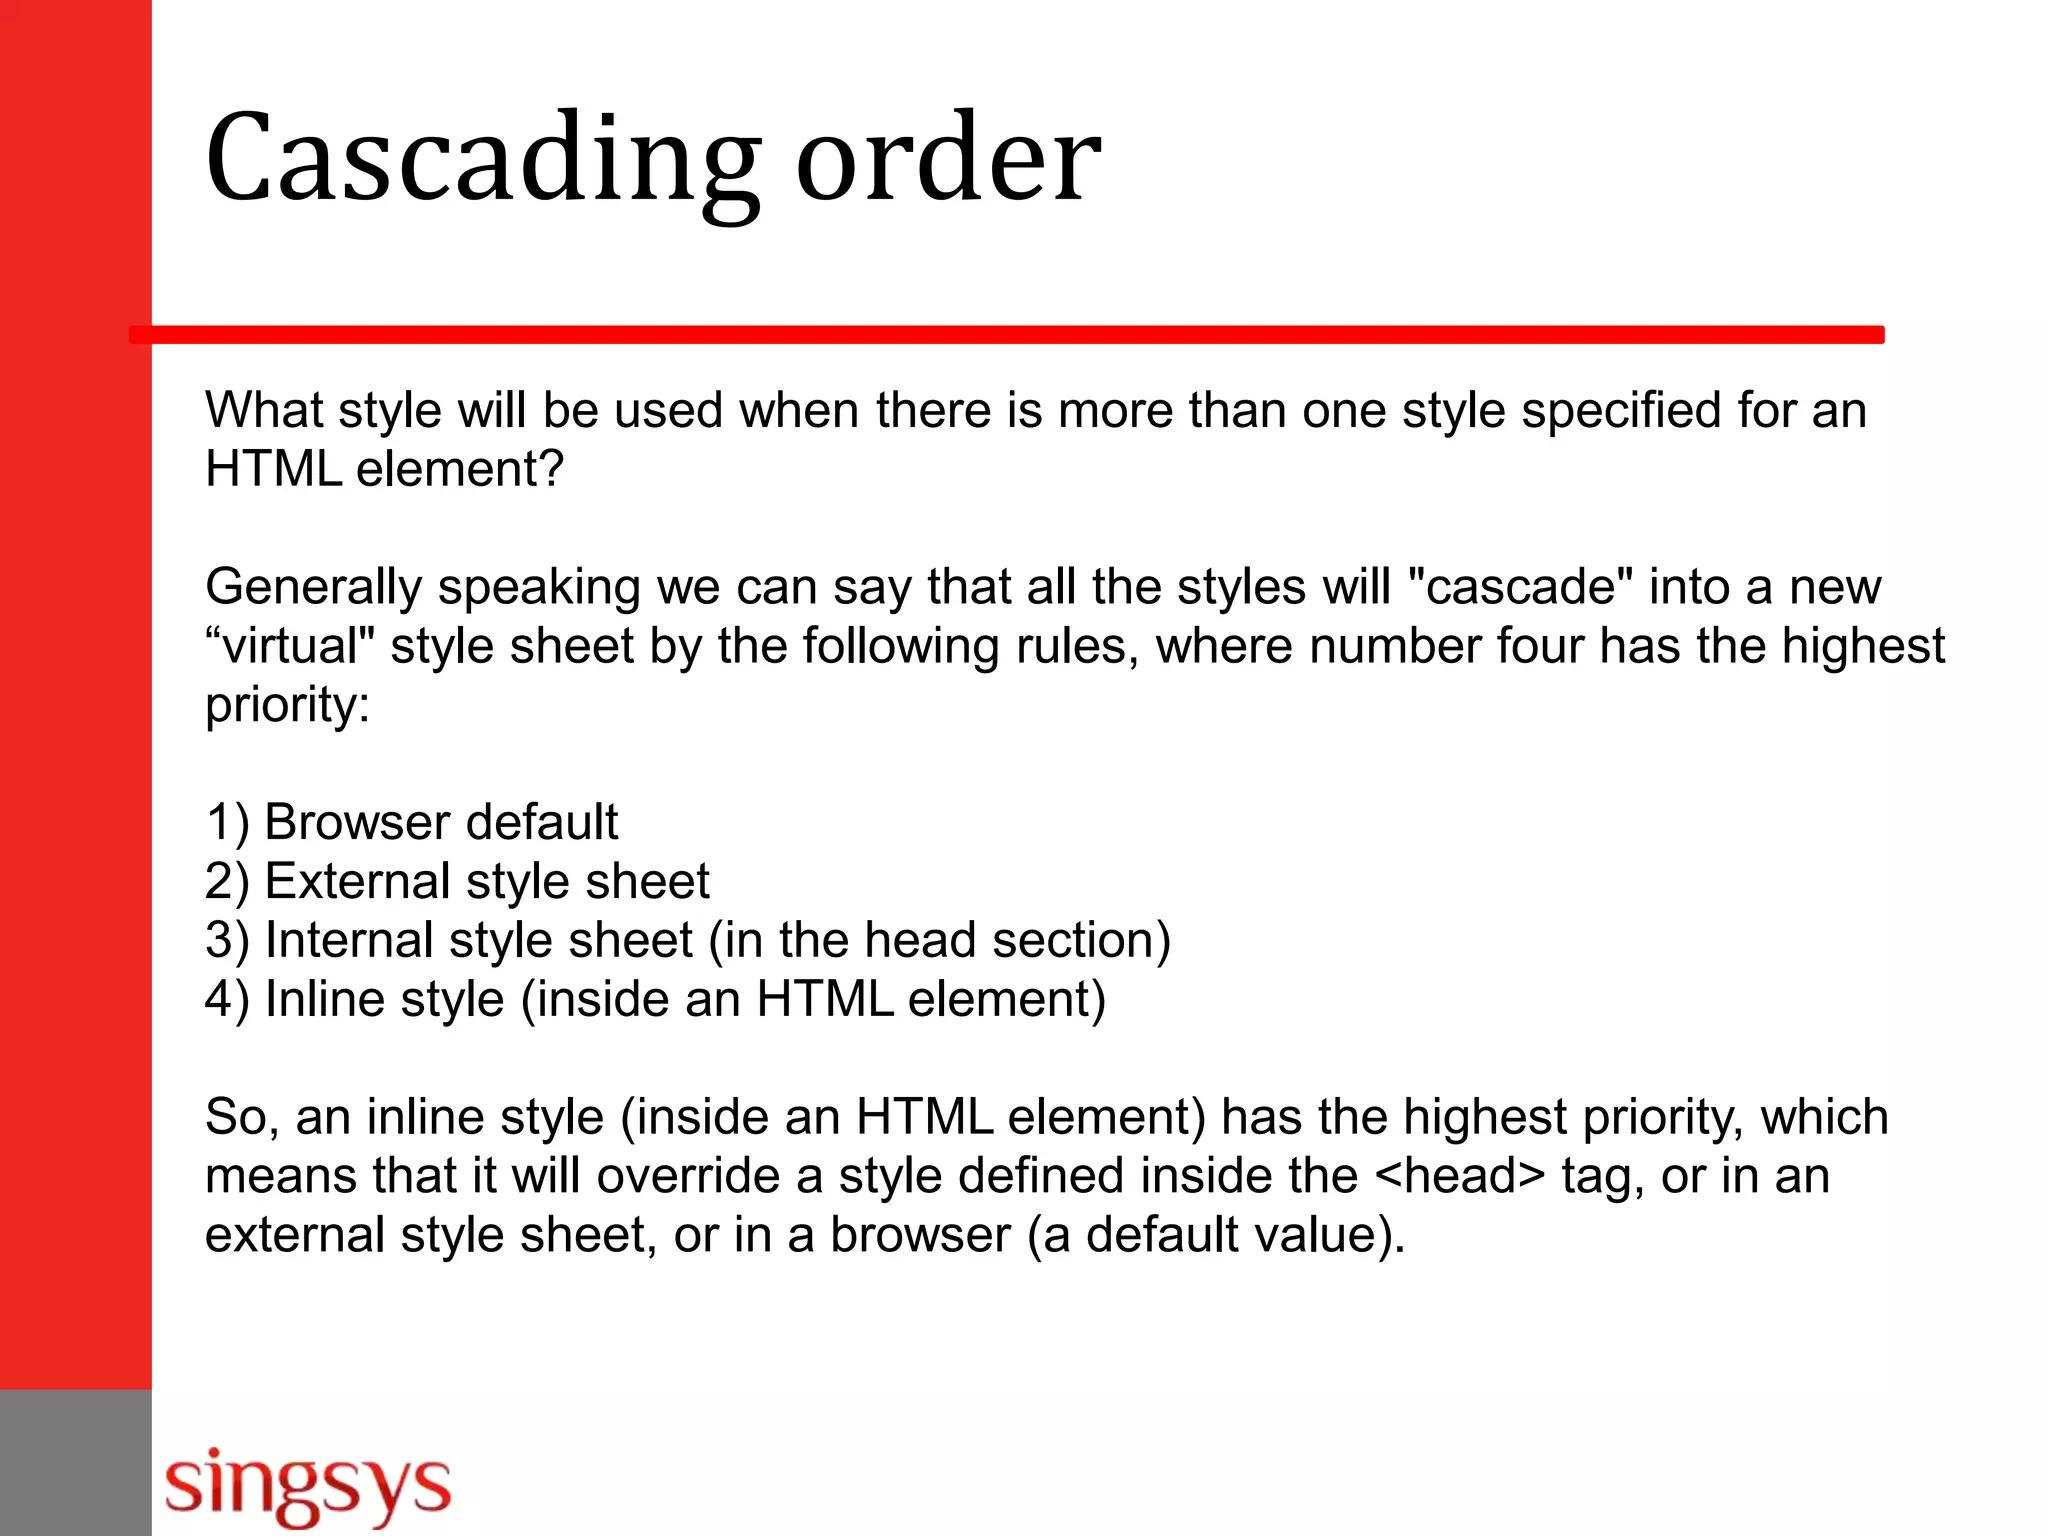 Cascading order
What style will be used when there is more than one style specified for an
HTML element?
Generally speaking we can say that all the styles will "cascade" into a new
“virtual" style sheet by the following rules, where number four has the highest
priority:
1) Browser default
2) External style sheet
3) Internal style sheet (in the head section)
4) Inline style (inside an HTML element)
So, an inline style (inside an HTML element) has the highest priority, which
means that it will override a style defined inside the <head> tag, or in an
external style sheet, or in a browser (a default value).
singsys